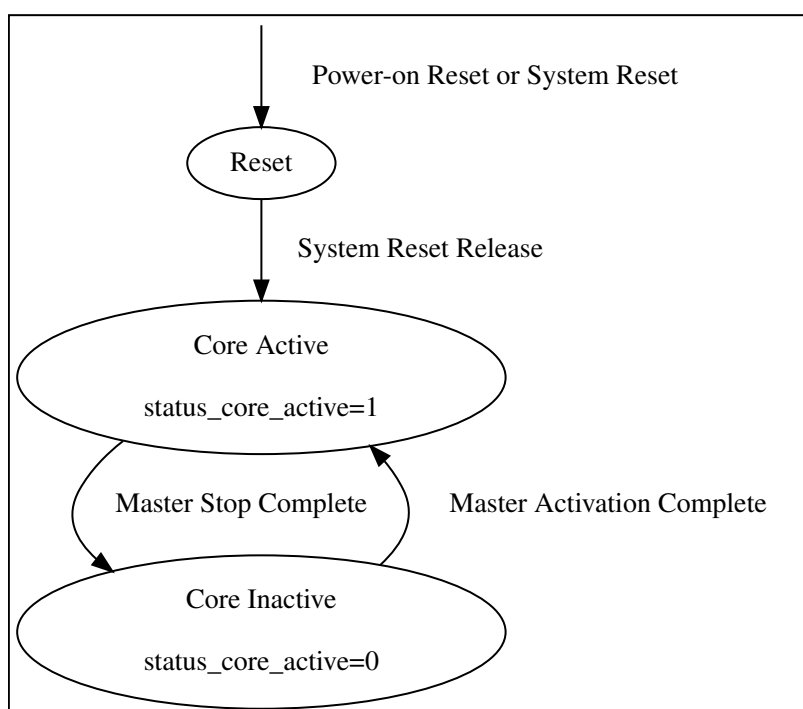 Power-on Reset or System Reset
Reset
System Reset Release
Core Active
status_core_active=1
Master Stop Complete
Master Activation Complete
Core Inactive
status_core_active=0